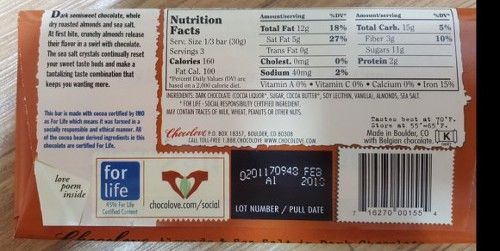 Dark semisweet chocolate, whole
dry roasted almonds and sea salt.
At first bite, crunchy almonds release
their flavor in a swirl with chocolate.
sea salt crystals continually reset
your sweet taste buds and make a
tantalizing taste combination that
keeps you wanting more.
This bar is made with cocoa certified by IMO
as For Life which means it was farmed in a
socially responsible and ethical manner. All
of the cocoa bean derived ingredients in this
chocolate are certified For Life.
love
poem
inside
for
life
45% For Life
Certified Content
chocolove.com/social
Nutrition
Facts
Serv. Size 1/3 bar (30g)
Servings 3
Calories 160
Fat Cal. 100
*Percent Daily Values (DV) are
based on a 2,000 calorie diet.
Amount/serving %DV*
Total Fat 12g 18%
Sat Fat 5g 27%
Trans Fat 0g
Cholest. 0mg 0%
Sodium 40mg 2%
Amount/serving %DV*
Total Carb. 15g 5%
Fiber 3g 10%
Sugars 11g
Protein 2g
Vitamin A 0% • Vitamin C 0% • Calcium 0% • Iron 15%
INGREDIENTS: DARK CHOCOLATE (COCOA LIQUOR*, SUGAR, COCOA BUTTER*, SOY LECITHIN, VANILLA), ALMONDS, SEA SALT.
* FOR LIFE - SOCIAL RESPONSIBILITY CERTIFIED INGREDIENT.
MAY CONTAIN TRACES OF MILK, WHEAT, PEANUTS OR OTHER NUTS.
Chocolove P.O. BOX 18357, BOULDER, CO 80308
CALL TOLL-FREE 1.888.CHOCOLOVE WWW.CHOCOLOVE.COM
Tastes best at 70°F.
Store at 55°-65°F.
Made in Boulder, CO
with Belgian chocolate.
K
0201170948 FEB
A1 2019
LOT NUMBER / PULL DATE
7 16270 00155 4